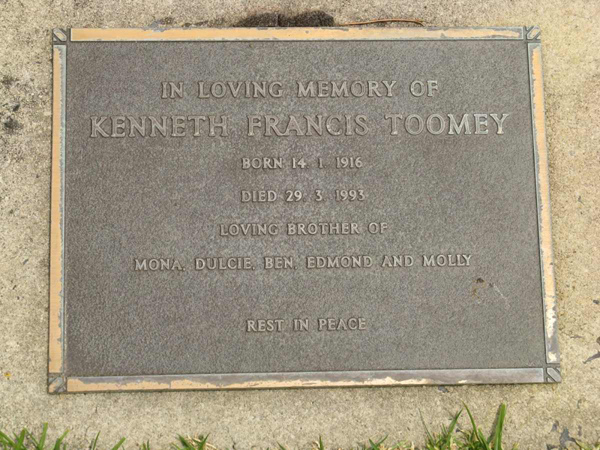 IN LOVING MEMORY OF
KENNETH FRANCIS TOOMEY
BORN 14. 1. 1916
DIED 29. 3. 1993
LOVING BROTHER OF
MONA, DULCIE, BEN, EDMOND AND MOLLY
REST IN PEACE